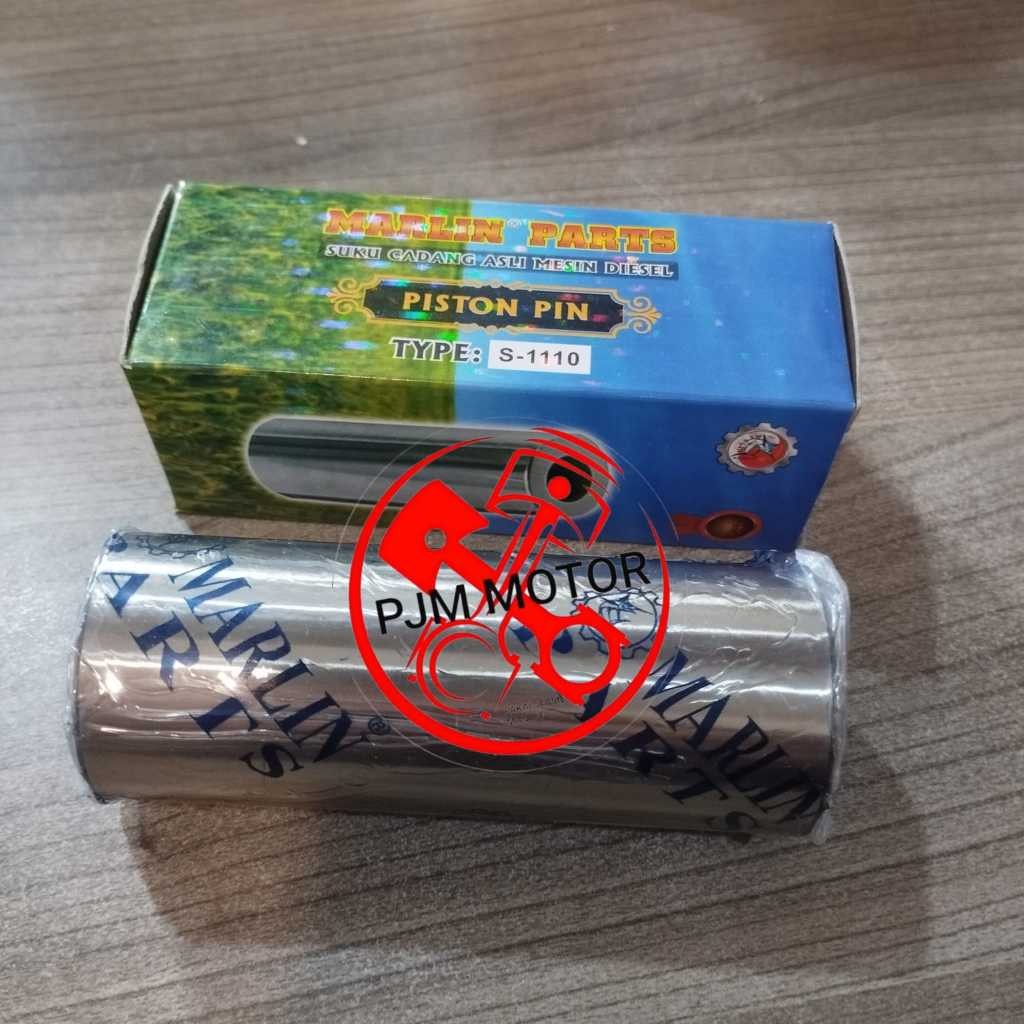 MARLIN® PARTS
SUKU CADANG ASLI MESIN DIESEL
PISTON PIN
TYPE: S-1110
PJM MOTOR
MARLIN®
PARTS
MARLIN
PARTS